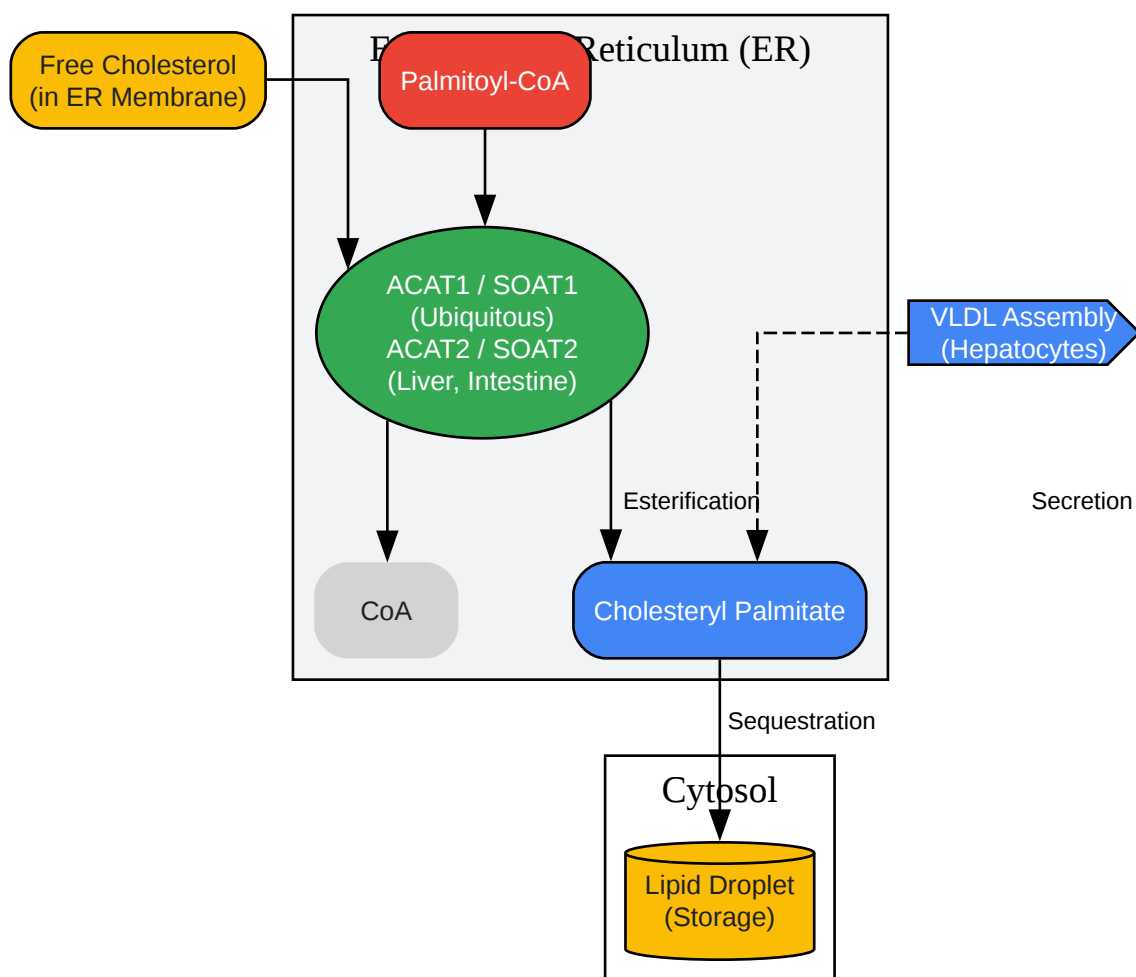 Free Cholesterol
(in ER Membrane)
Reticulum (ER)
Palmitoyl-CoA
ACAT1 / SOAT1
(Ubiquitous)
ACAT2 / SOAT2
(Liver, Intestine)
VLDL Assembly
(Hepatocytes)
Esterification
Secretion
CoA
Cholesteryl Palmitate
Sequestration
Cytosol
Lipid Droplet
(Storage)